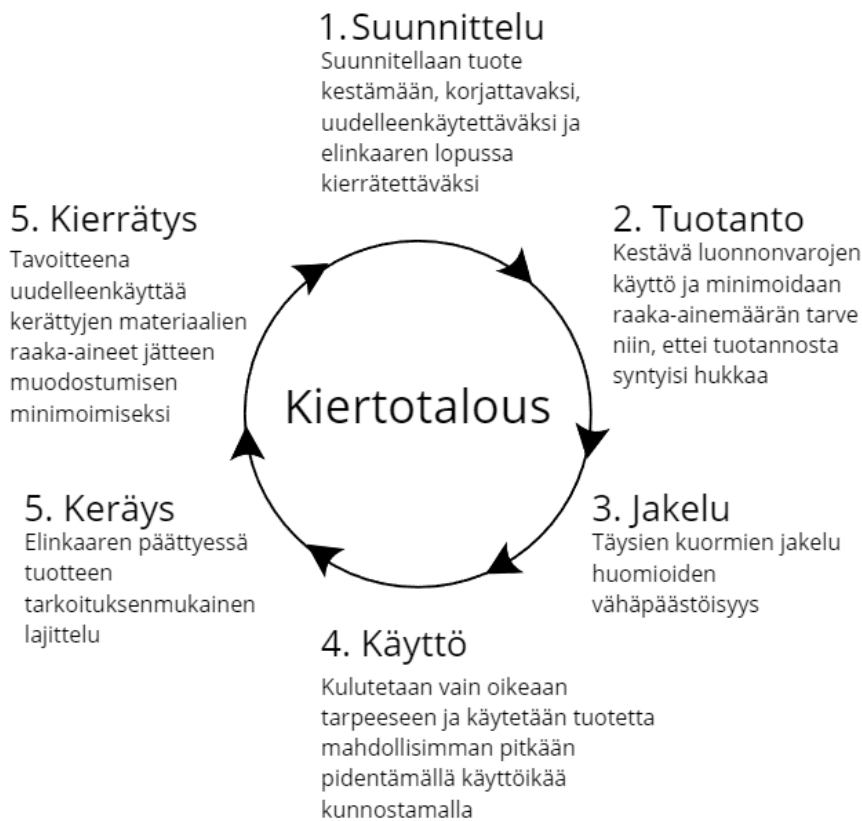 1. Suunnittelu
Suunnitellaan tuote
kestämään, korjattavaksi,
uudelleenkäytettäväksi ja
elinkaaren lopussa
kierrätettäväksi
2. Tuotanto
Kestävä luonnonvarojen
käyttö ja minimoidaan
raaka-ainemäärän tarve
niin, ettei tuotannosta
syntyisi hukkaa
3. Jakelu
Täysien kuormien jakelu
huomioiden
vähäpäästöisyys
4. Käyttö
Kulutetaan vain oikeaan
tarpeeseen ja käytetään tuotetta
mahdollisimman pitkään
pidentämällä käyttöikää
kunnostamalla
5. Keräys
Elinkaaren päättyessä
tuotteen
tarkoituksenmukainen
lajittelu
5. Kierrätys
Tavoitteena
uudelleenkäyttää
kerättyjen materiaalien
raaka-aineet jätteen
muodostumisen
minimoimiseksi
Kiertotalous